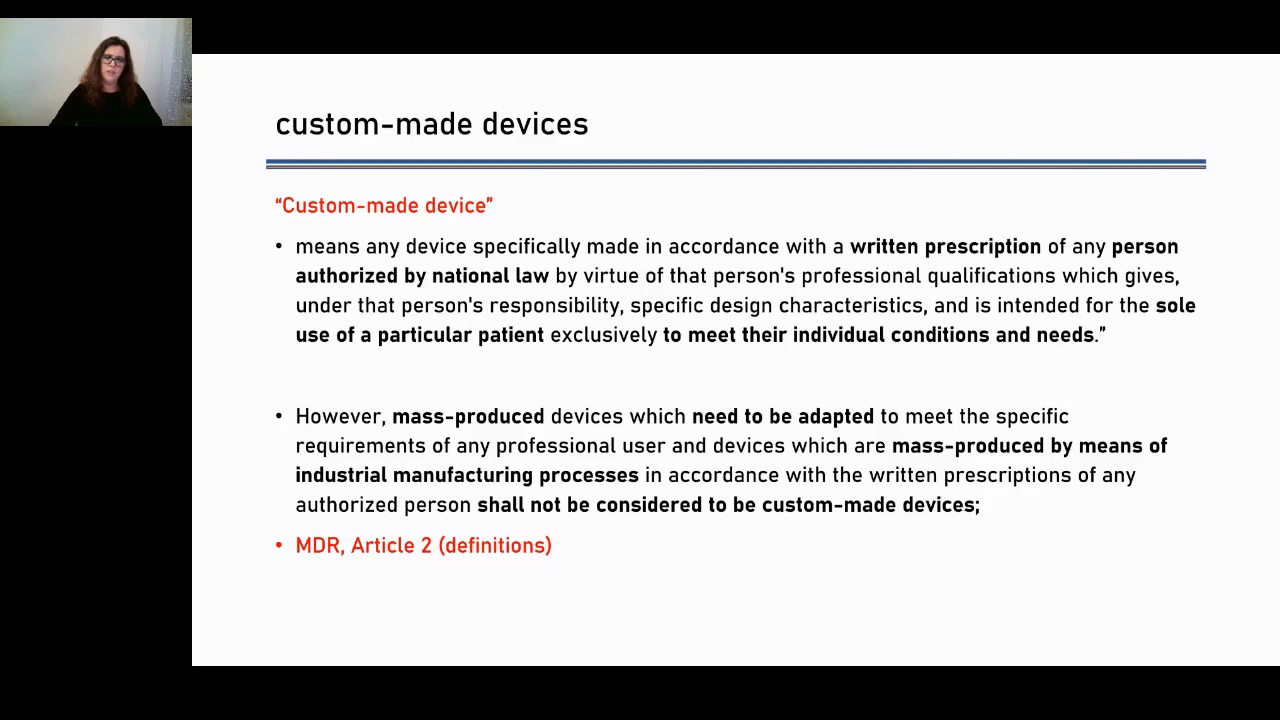 custom-made devices
“Custom-made device”
• means any device specifically made in accordance with a written prescription of any person
authorized by national law by virtue of that person's professional qualifications which gives,
under that person's responsibility, specific design characteristics, and is intended for the sole
use of a particular patient exclusively to meet their individual conditions and needs.”
• However, mass-produced devices which need to be adapted to meet the specific
requirements of any professional user and devices which are mass-produced by means of
industrial manufacturing processes in accordance with the written prescriptions of any
authorized person shall not be considered to be custom-made devices;
• MDR, Article 2 (definitions)